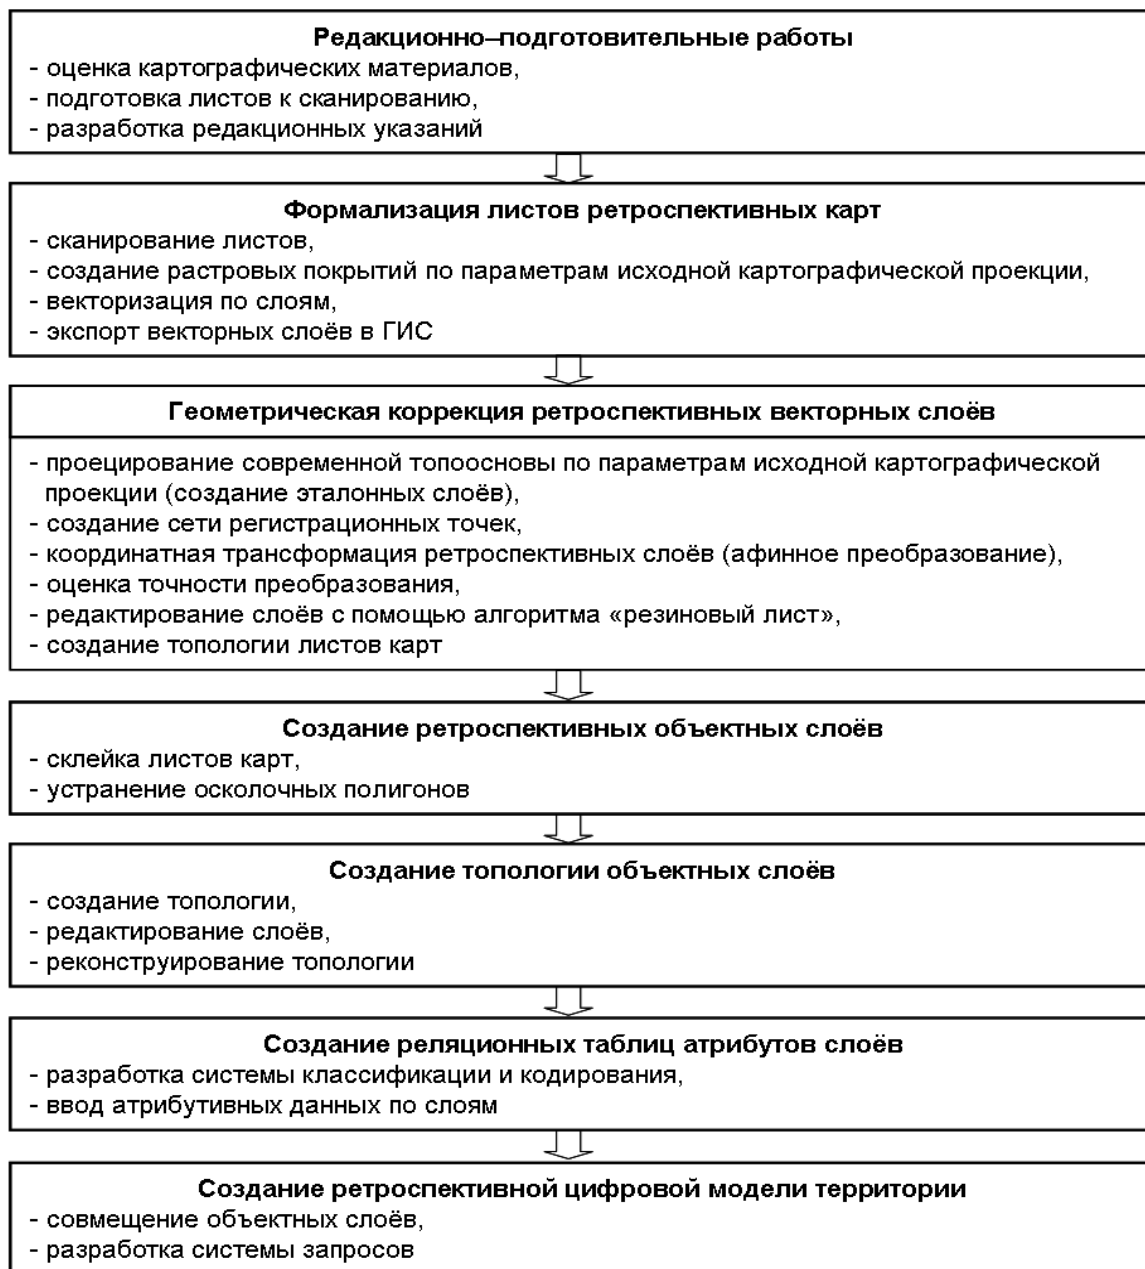 Редакционно–подготовительные работы
- оценка картографических материалов,
- подготовка листов к сканированию,
- разработка редакционных указаний
Формализация листов ретроспективных карт
- сканирование листов,
- создание растровых покрытий по параметрам исходной картографической проекции,
- векторизация по слоям,
- экспорт векторных слоёв в ГИС
Геометрическая коррекция ретроспективных векторных слоёв
- проецирование современной топоосновы по параметрам исходной картографической
проекции (создание эталонных слоёв),
- создание сети регистрационных точек,
- координатная трансформация ретроспективных слоёв (афинное преобразование),
- оценка точности преобразования,
- редактирование слоёв с помощью алгоритма «резиновый лист»,
- создание топологии листов карт
Создание ретроспективных объектных слоёв
- склейка листов карт,
- устранение осколочных полигонов
Создание топологии объектных слоёв
- создание топологии,
- редактирование слоёв,
- реконструирование топологии
Создание реляционных таблиц атрибутов слоёв
- разработка системы классификации и кодирования,
- ввод атрибутивных данных по слоям
Создание ретроспективной цифровой модели территории
- совмещение объектных слоёв,
- разработка системы запросов